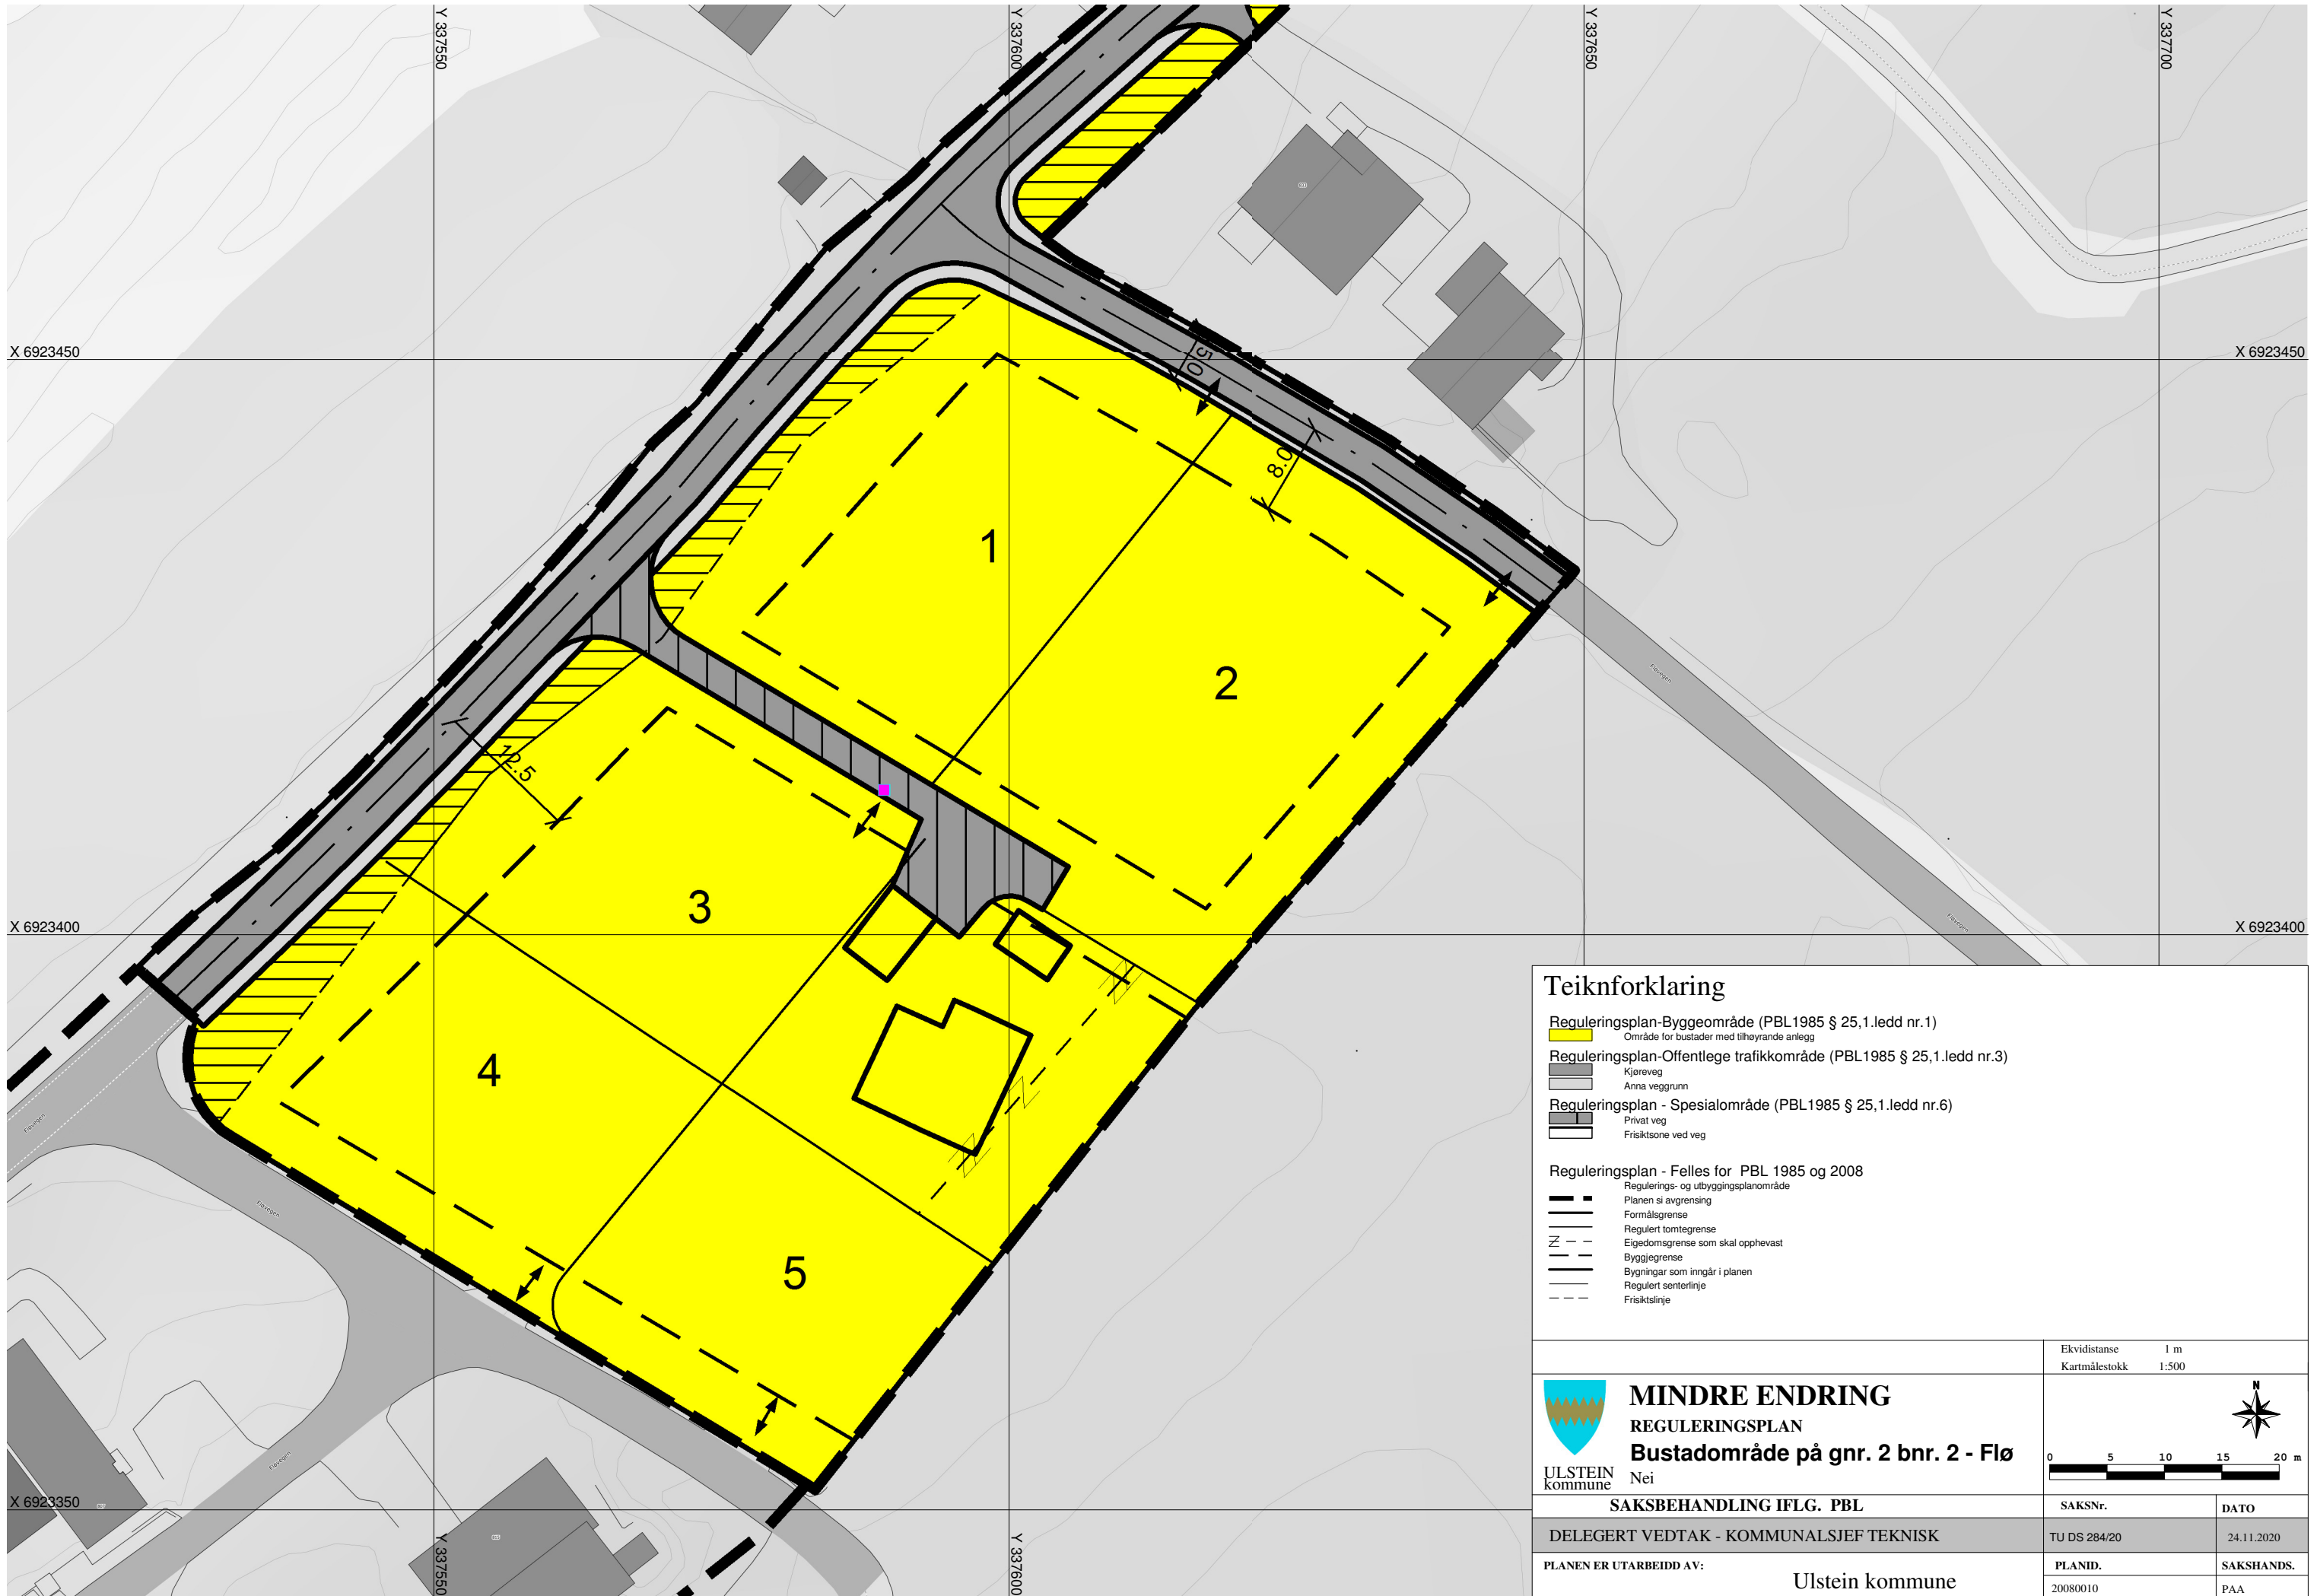 Y 337550
Y 337600
Y 337650
Y 337700
X 6923450
X 6923450
5.0
8.0
1
2
12.5
3
X 6923400
X 6923400
4
5
X 6923350
Y 337550
Y 337600
Fløvegen
Fløvegen
Fløvegen
Fløvegen
Fløvegen
Teiknforklaring
Reguleringsplan-Byggeområde (PBL1985 § 25,1.ledd nr.1)
Område for bustader med tilhøyrande anlegg
Reguleringsplan-Offentlege trafikkområde (PBL1985 § 25,1.ledd nr.3)
Kjøreveg
Anna veggrunn
Reguleringsplan - Spesialområde (PBL1985 § 25,1.ledd nr.6)
Privat veg
Frisiktsone ved veg
Reguleringsplan - Felles for PBL 1985 og 2008
Regulerings- og utbyggingsplanområde
Planen si avgrensing
Formålsgrense
Regulert tomtegrense
Eigedomsgrense som skal opphevast
Byggjegrense
Bygningar som inngår i planen
Regulert senterlinje
Frisiktslinje
Ekvidistanse 1 m
Kartmålestokk 1:500
MINDRE ENDRING
REGULERINGSPLAN
Bustadområde på gnr. 2 bnr. 2 - Flø
Nei
ULSTEIN
kommune
N
0 5 10 15 20 m
SAKSBEHANDLING IFLG. PBL
SAKSNr.
DATO
DELEGERT VEDTAK - KOMMUNALSJEF TEKNISK
TU DS 284/20
24.11.2020
PLANEN ER UTARBEIDD AV:
Ulstein kommune
PLANID.
SAKSHANDS.
20080010
PAA